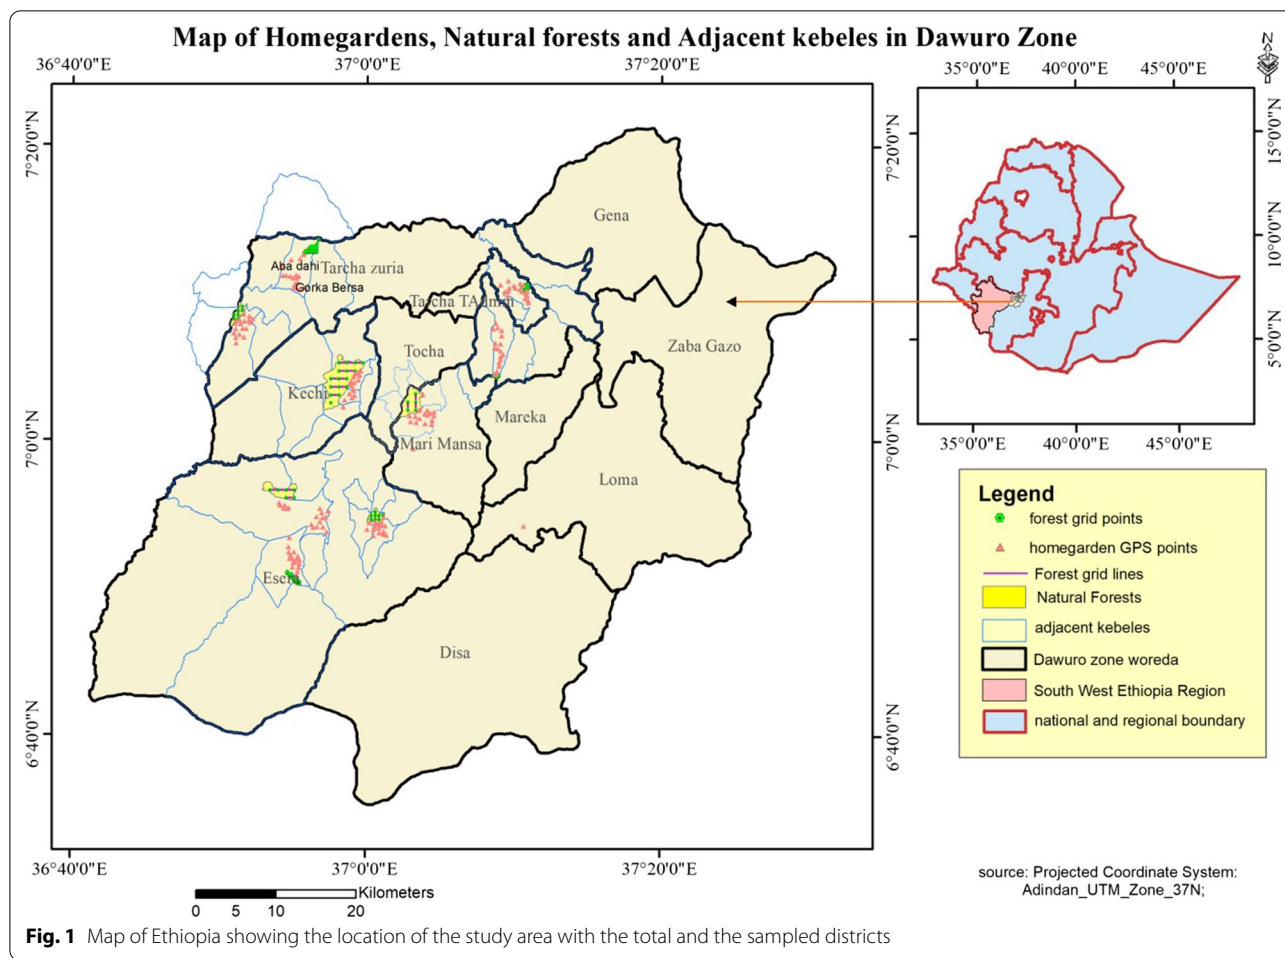 Map of Homegardens, Natural forests and Adjacent kebeles in Dawuro Zone
36°40'0"E 37°0'0"E 37°20'0"E
35°0'0"E 40°0'0"E 45°0'0"E
N
7°20'0"N
7°0'0"N
6°40'0"N
Gena
Aba dahi
Tarcha zuria
Gorka Bersa
Tarcha TAdmin
Zaba Gazo
Tocha
Kechi
Mareka
Mari Mansa
Loma
Esera
Disa
7°20'0"N
7°0'0"N
6°40'0"N
15°0'0"N
10°0'0"N
5°0'0"N
35°0'0"E 40°0'0"E 45°0'0"E
Legend
forest grid points
homegarden GPS points
Forest grid lines
Natural Forests
adjacent kebeles
Dawuro zone woreda
South West Ethiopia Region
national and regional boundary
36°40'0"E 37°0'0"E 37°20'0"E
Kilometers
0 5 10 20
source: Projected Coordinate System:
Adindan_UTM_Zone_37N;
Fig. 1 Map of Ethiopia showing the location of the study area with the total and the sampled districts